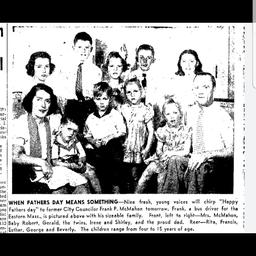 WHEN FATHERS DAY MEANS SOMETHING—Nine fresh, young voices will chirp "Happy
Fathers day" to former City Councilor Frank P. McMahon tomorrow. Frank, a bus driver for the
Eastern Mass., is pictured above with his sizeable family. Front, left to right—Mrs. McMahon,
Baby Robert, Gerald, the twins, Irene and Shirley, and the proud dad. Rear—Rita, Francis,
Esther, George and Beverly. The children range from four to 15 years of age.